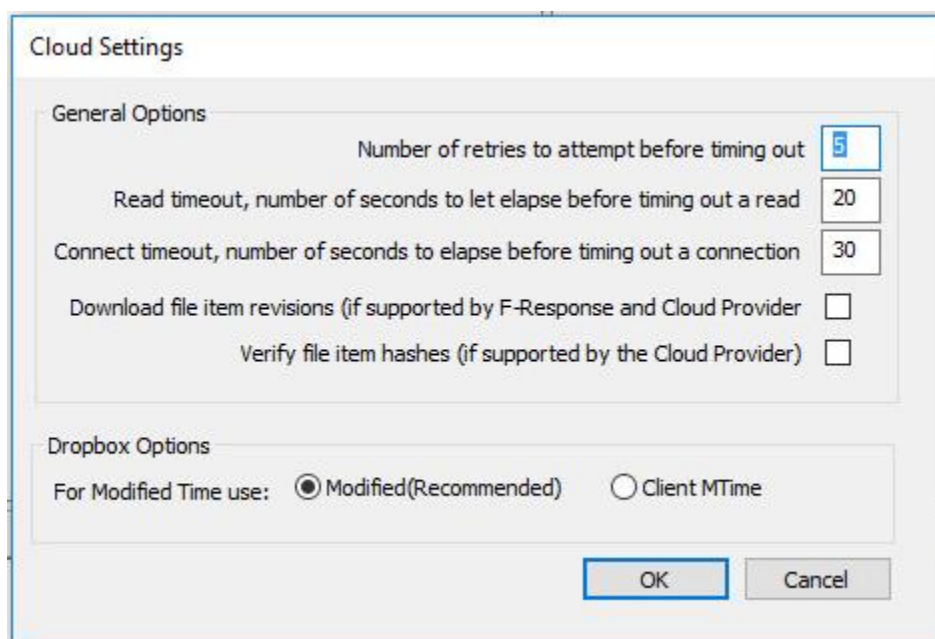 Cloud Settings
General Options
Number of retries to attempt before timing out 5
Read timeout, number of seconds to let elapse before timing out a read 20
Connect timeout, number of seconds to elapse before timing out a connection 30
Download file item revisions (if supported by F-Response and Cloud Provider
Verify file item hashes (if supported by the Cloud Provider)
Dropbox Options
For Modified Time use: Modified(Recommended) Client MTime
OK Cancel